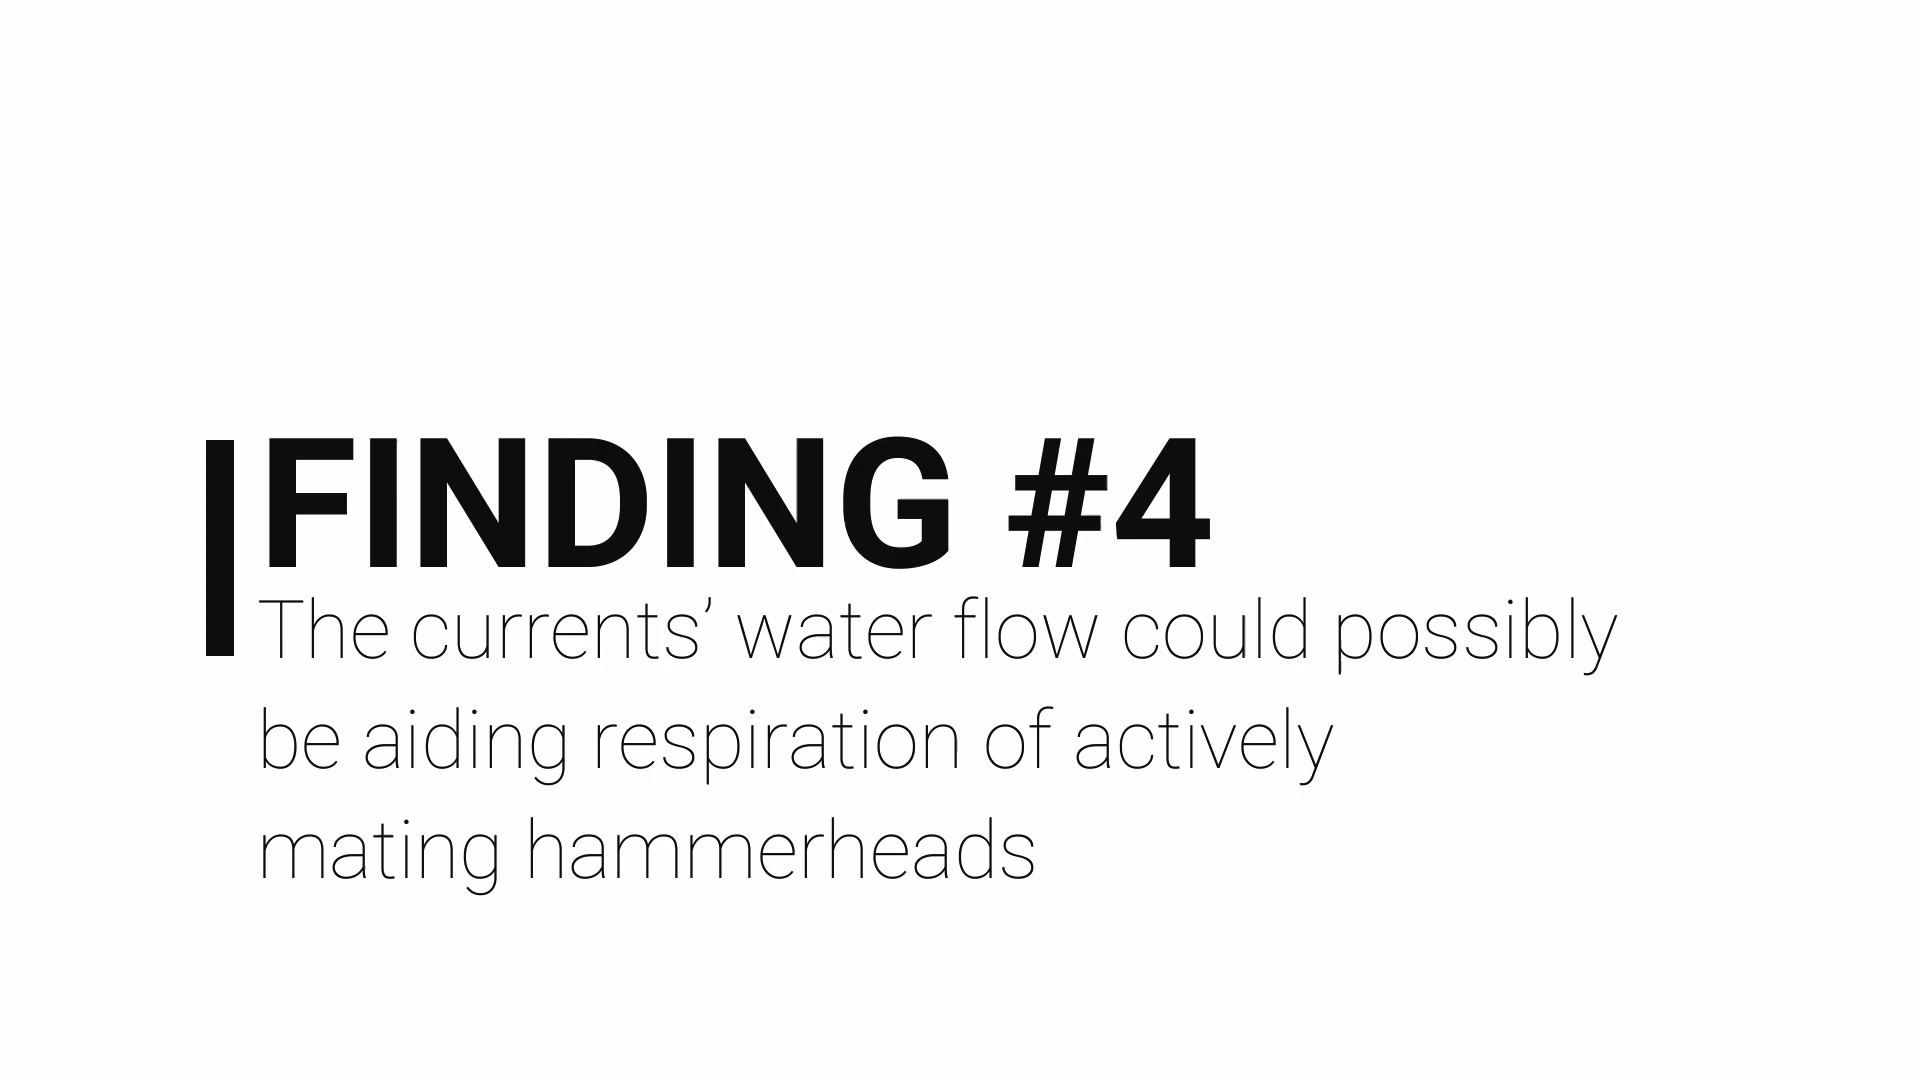 FINDING #4
The currents’ water flow could possibly
be aiding respiration of actively
mating hammerheads